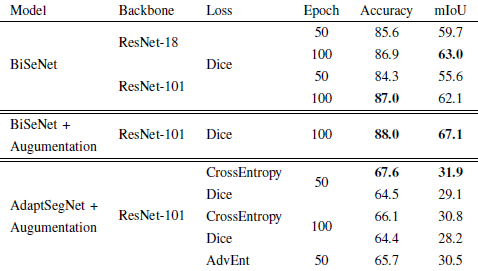 Model Backbone Loss Epoch Accuracy mIoU
BiSeNet ResNet-18 Dice 50 85.6 59.7
100 86.9 63.0
ResNet-101 50 84.3 55.6
100 87.0 62.1
BiSeNet +
Augumentation ResNet-101 Dice 100 88.0 67.1
AdaptSegNet +
Augumentation ResNet-101 CrossEntropy 50 67.6 31.9
Dice 64.5 29.1
CrossEntropy 100 66.1 30.8
Dice 64.4 28.2
AdvEnt 50 65.7 30.5